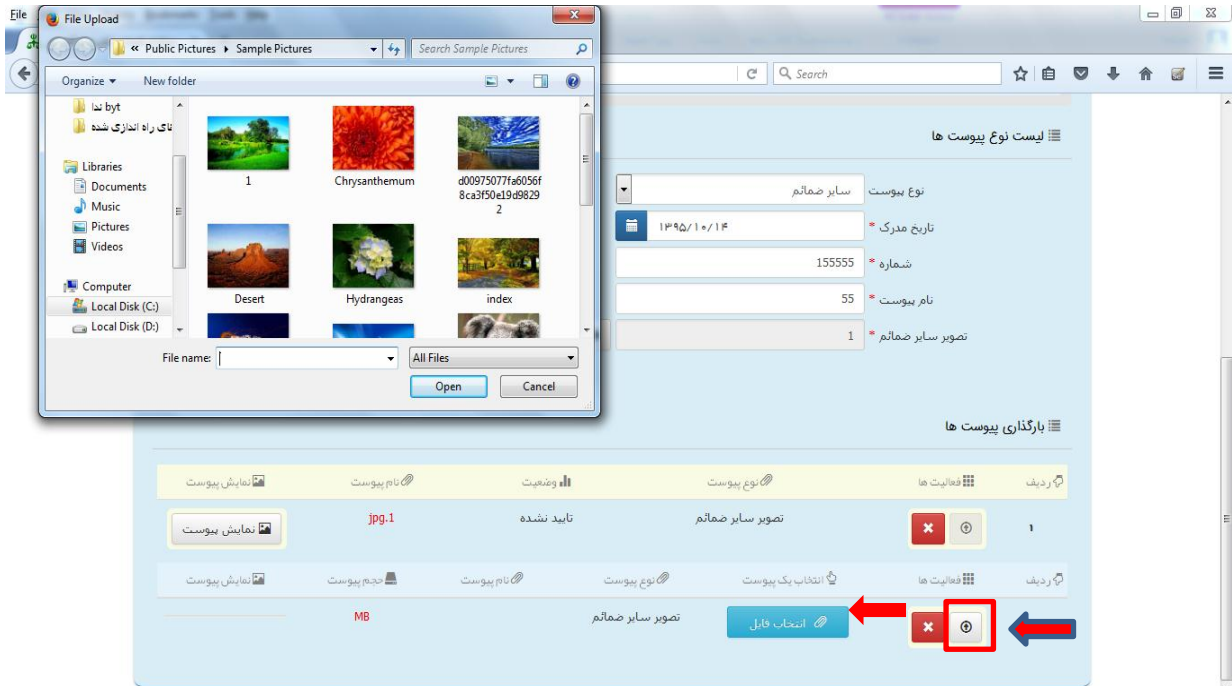 File
File Upload
« Public Pictures ▸ Sample Pictures
Search Sample Pictures
Search
Organize
New folder
byt ندا
های راه اندازی شده
Libraries
Documents
Music
Pictures
Videos
Computer
Local Disk (C:)
Local Disk (D:)
1
Chrysanthemum
d00975077fa6056f
8ca3f50e19d9829
2
Desert
Hydrangeas
index
File name:
All Files
Open
Cancel
لیست نوع پیوست ها
نوع پیوست سایر ضمائم
تاریخ مدرک * ۱۳۹۵/۱۰/۱۴
شماره * 155555
نام پیوست * 55
تصویر سایر ضمائم * 1
بارگذاری پیوست ها
ردیف فعالیت ها نوع پیوست وضعیت نام پیوست نمایش پیوست
۱ تصویر سایر ضمائم تایید نشده jpg.1 نمایش پیوست
ردیف فعالیت ها انتخاب یک پیوست نوع پیوست نام پیوست حجم پیوست نمایش پیوست
انتخاب فایل تصویر سایر ضمائم MB